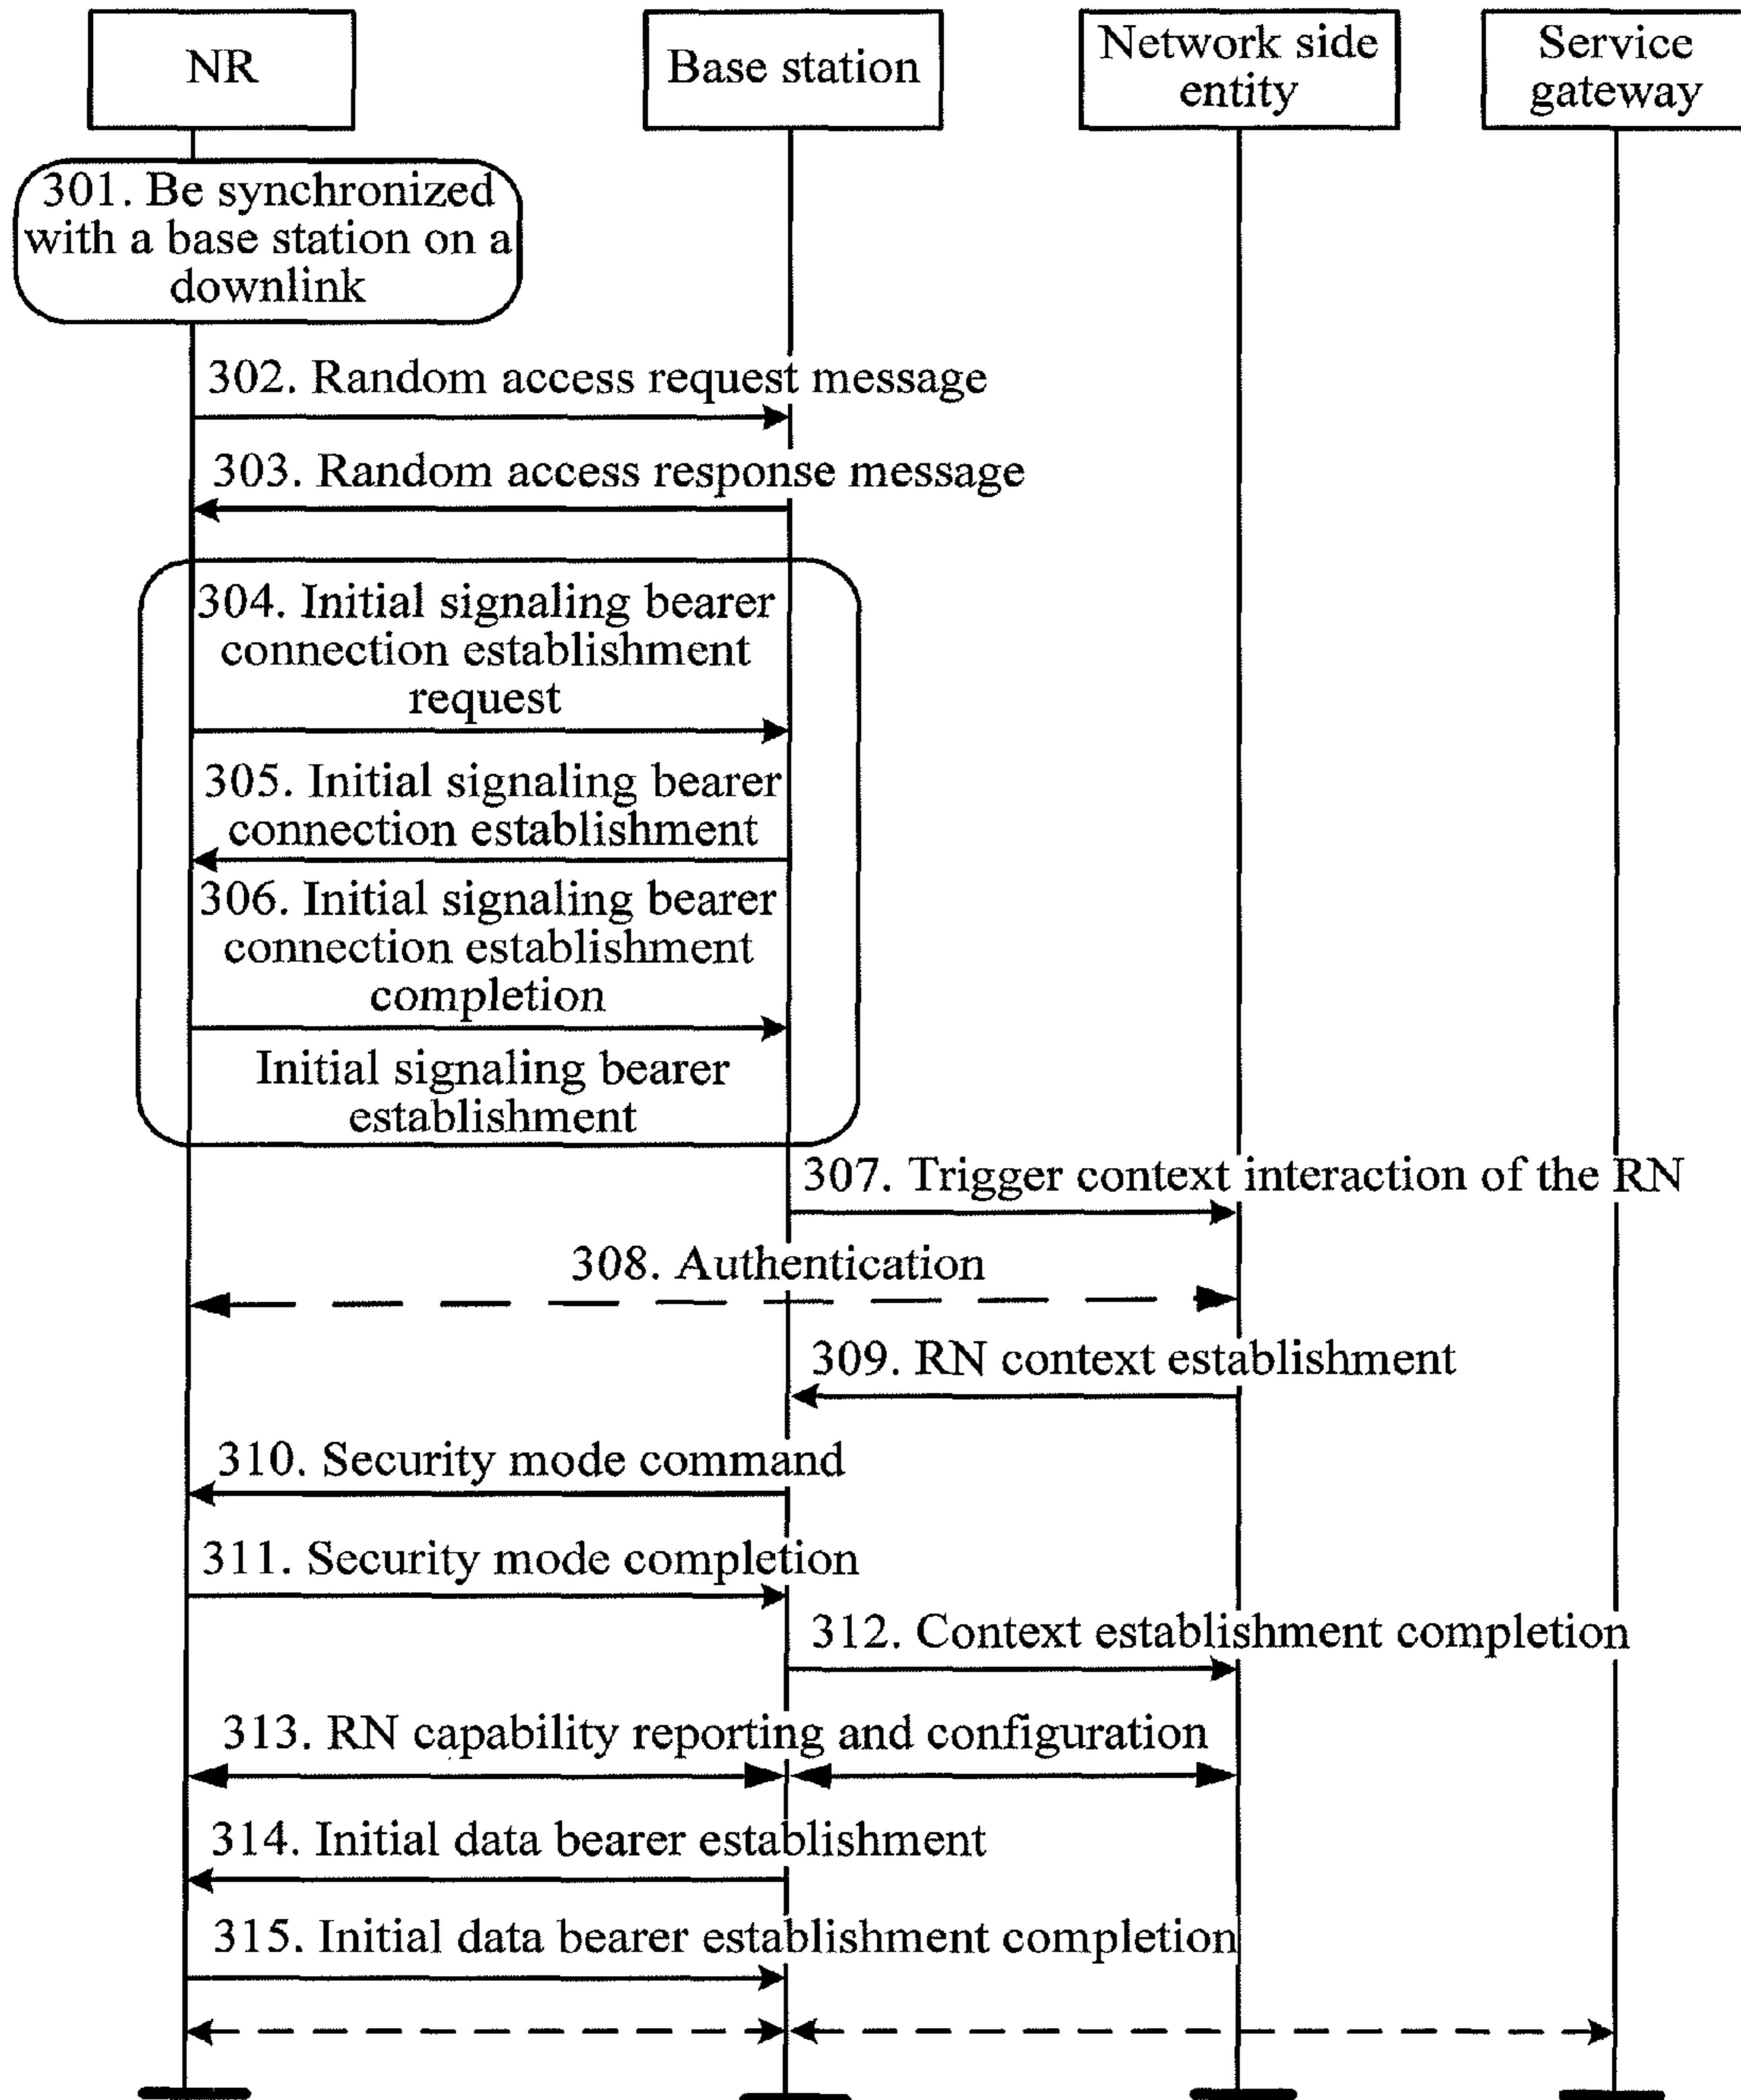 NR
Base station
Network side
entity
Service
gateway
301. Be synchronized
with a base station on a
downlink
302. Random access request message
303. Random access response message
304. Initial signaling bearer
connection establishment
request
305. Initial signaling bearer
connection establishment
306. Initial signaling bearer
connection establishment
completion
Initial signaling bearer
establishment
307. Trigger context interaction of the RN
308. Authentication
309. RN context establishment
310. Security mode command
311. Security mode completion
312. Context establishment completion
313. RN capability reporting and configuration
314. Initial data bearer establishment
315. Initial data bearer establishment completion